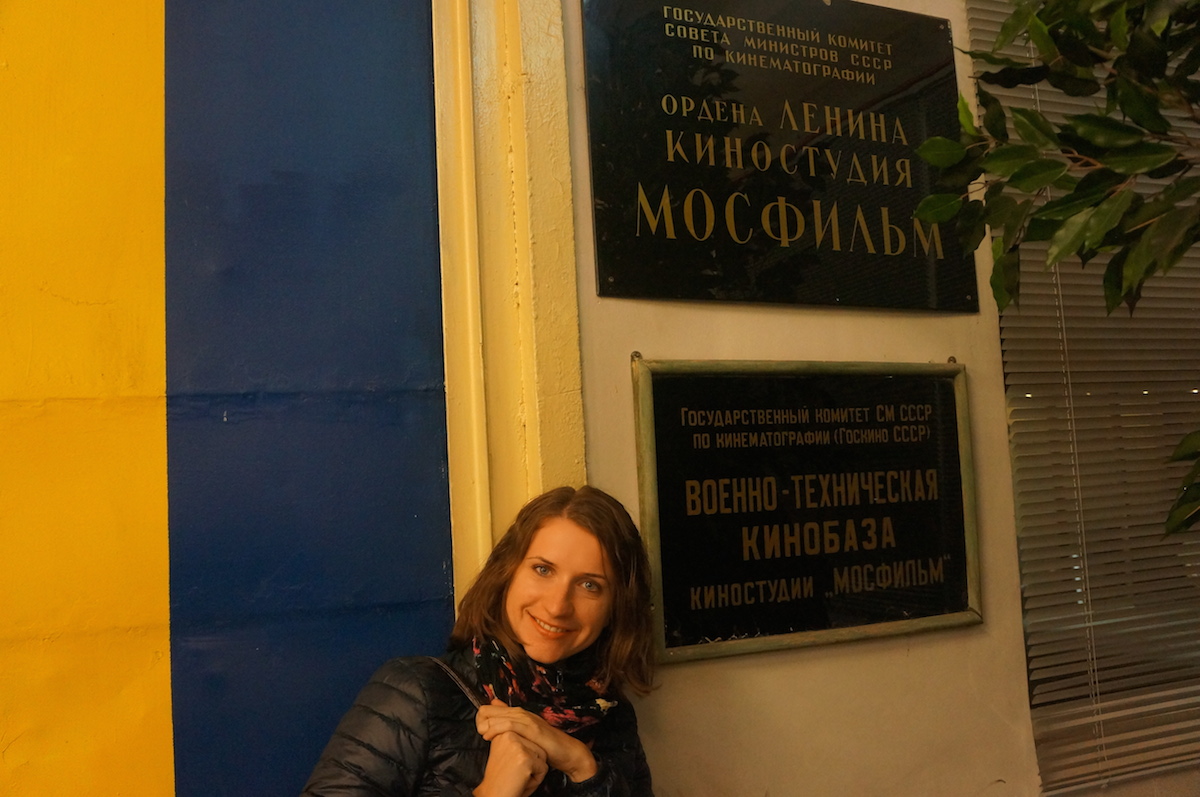 ГОСУДАРСТВЕННЫЙ КОМИТЕТ
СОВЕТА МИНИСТРОВ СССР
ПО КИНЕМАТОГРАФИИ
ОРДЕНА ЛЕНИНА
КИНОСТУДИЯ
МОСФИЛЬМ
ГОСУДАРСТВЕННЫЙ КОМИТЕТ СМ СССР
ПО КИНЕМАТОГРАФИИ (ГОСКИНО СССР)
ВОЕННО-ТЕХНИЧЕСКАЯ
КИНОБАЗА
КИНОСТУДИИ „МОСФИЛЬМ“